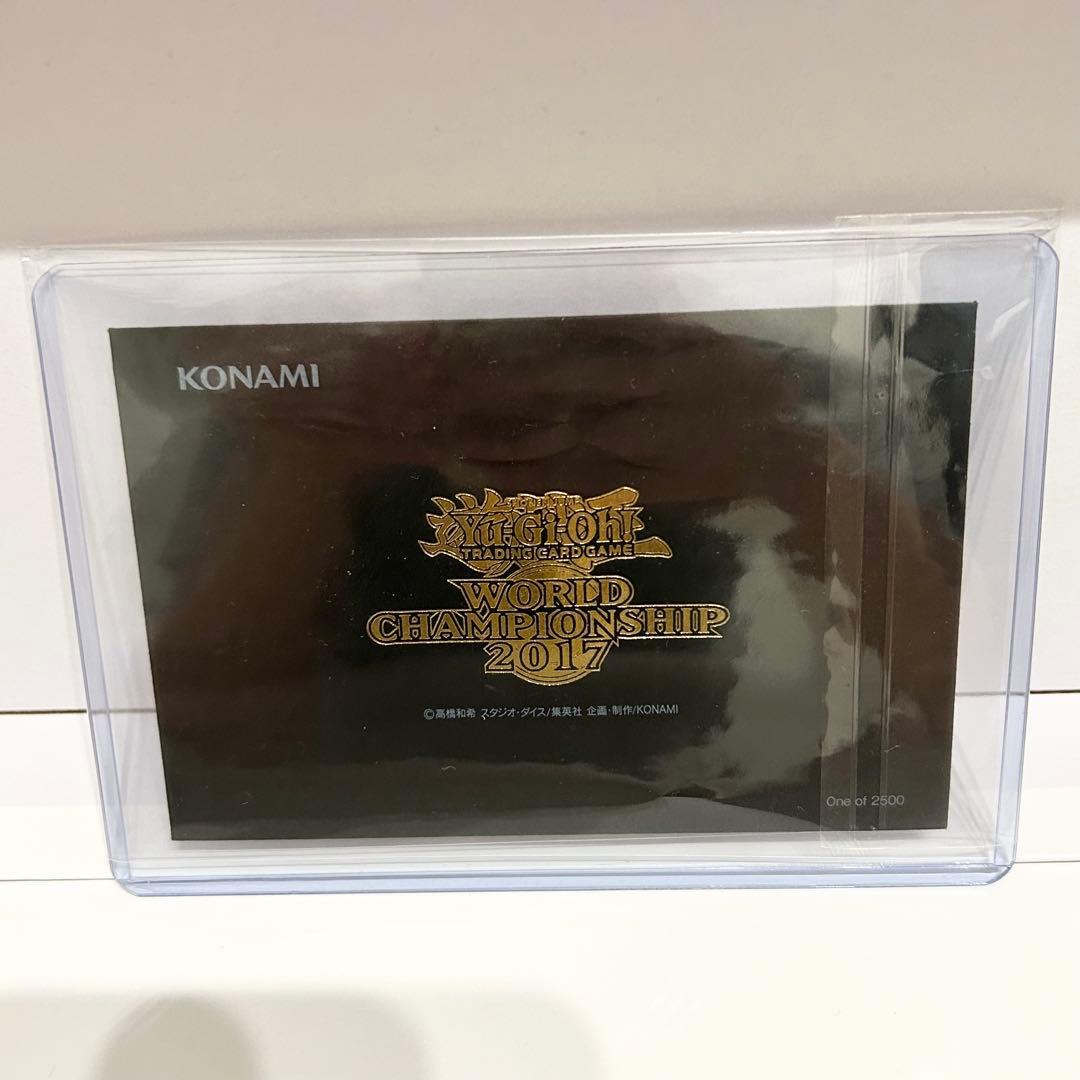 KONAMI
Yu-Gi-Oh!
TRADING CARD GAME
WORLD
CHAMPIONSHIP
2017
©高橋和希 スタジオ・ダイス/集英社 企画・制作/KONAMI
One of 2500